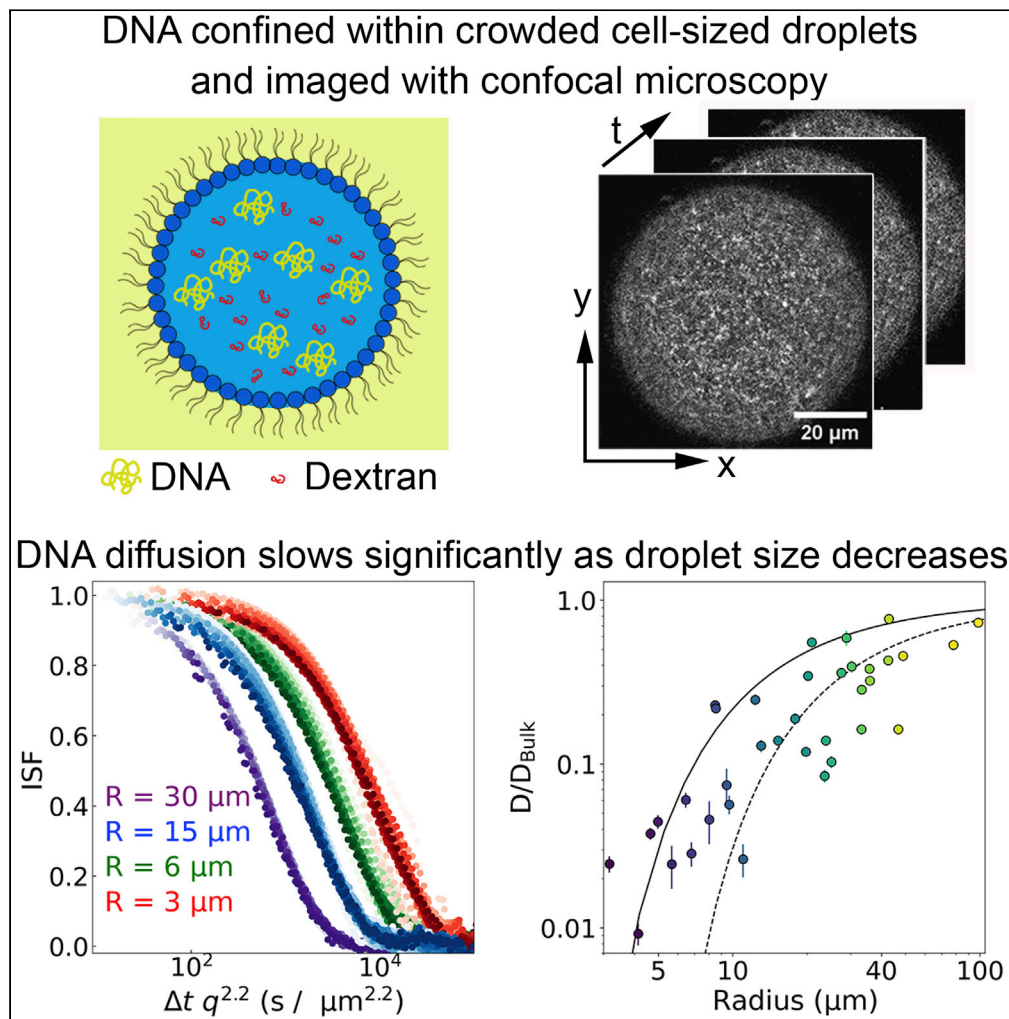 DNA confined within crowded cell-sized droplets
and imaged with confocal microscopy
t
y
20 μm
x
DNA Dextran
DNA diffusion slows significantly as droplet size decreases
1.0
0.8
0.6
0.4
0.2
0.0
ISF
R = 30 μm
R = 15 μm
R = 6 μm
R = 3 μm
10² 10⁴
Δt q²·² (s / μm²·²)
1.0
0.1
0.01
D/D_Bulk
5 10 40 100
Radius (μm)